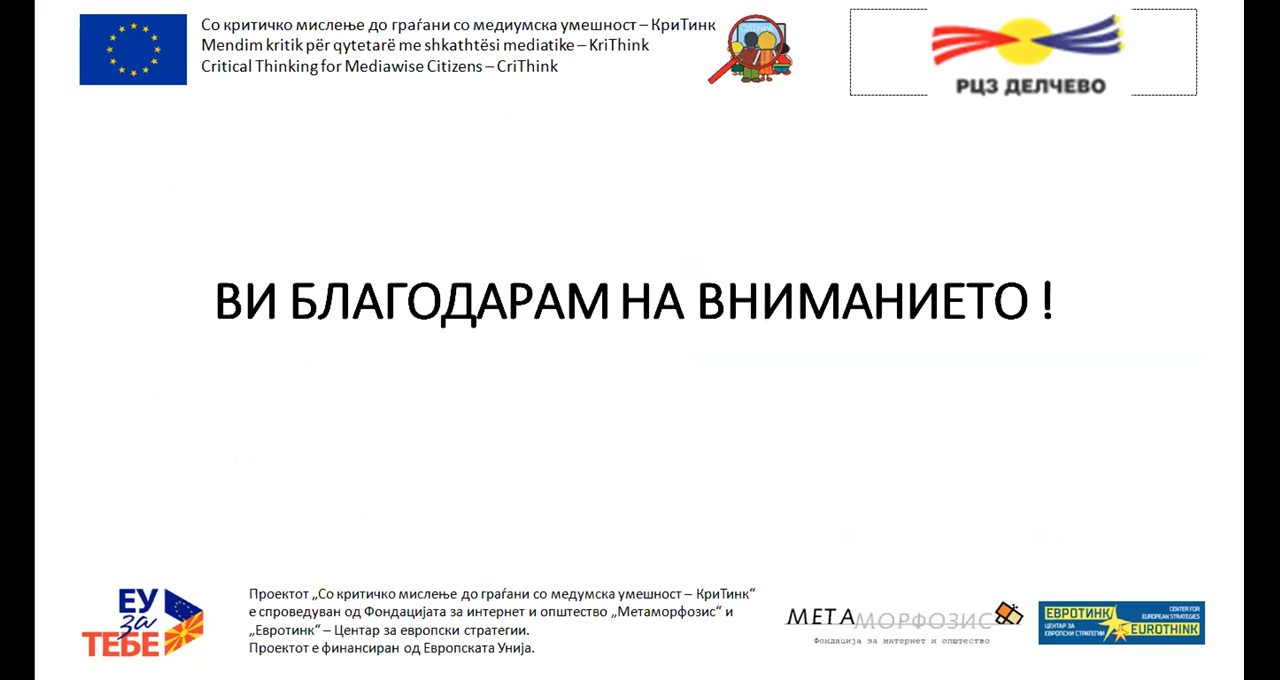 Со критичко мислење до граѓани со медиумска умешност – КриТинк
Mendim kritik për qytetarë me shkathtësi mediatike – KriThink
Critical Thinking for Mediawise Citizens – CriThink
РЦЗ ДЕЛЧЕВО
ВИ БЛАГОДАРАМ НА ВНИМАНИЕТО !
ЕУ
за
ТЕБЕ
Проектот „Со критичко мислење до граѓани со медумска умешност – КриТинк“
е спроведуван од Фондацијата за интернет и општество „Метаморфозис“ и
„Евротинк“ – Центар за европски стратегии.
Проектот е финансиран од Европската Унија.
МЕТАМОРФОЗИС
Фондација за интернет и општество
ЕВРОТИНК
ЦЕНТАР ЗА
ЕВРОПСКИ СТРАТЕГИИ
CENTER FOR
EUROPEAN STRATEGIES
EUROTHINK